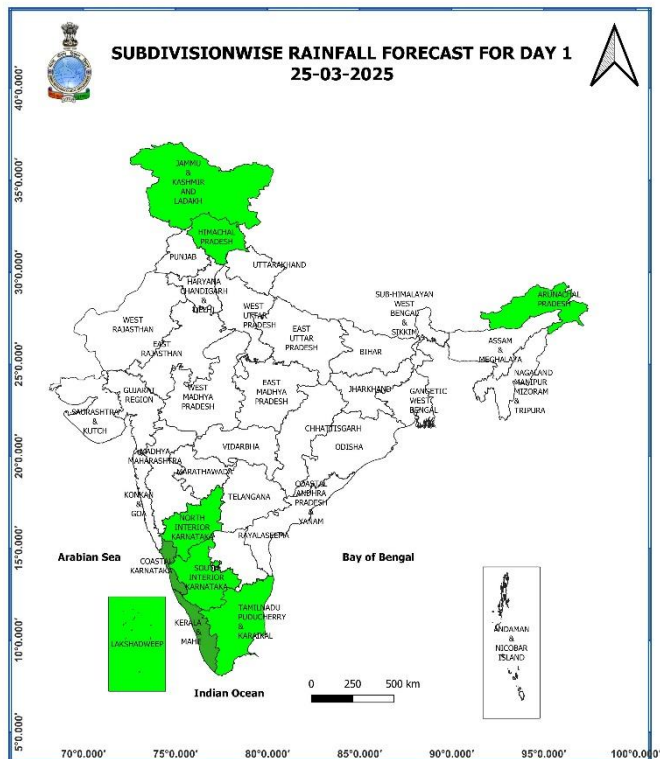 SUBDIVISIONWISE RAINFALL FORECAST FOR DAY 1
25-03-2025
40°0.000'
35°0.000'
30°0.000'
25°0.000'
20°0.000'
15°0.000'
10°0.000'
5°0.000'
JAMMU
&
KASHMIR
AND
LADAKH
HIMACHAL
PRADESH
PUNJAB
UTTARAKHAND
HARYANA
CHANDIGARH
&
DELHI
WEST
UTTAR
PRADESH
SUB-HIMALAYAN
WEST
BENGAL
&
SIKKIM
ARUNACHAL
PRADESH
WEST
RAJASTHAN
EAST
RAJASTHAN
EAST
UTTAR
PRADESH
BIHAR
ASSAM
&
MEGHALAYA
NAGALAND
MANIPUR
MIZORAM &
TRIPURA
GUJARAT
REGION
WEST
MADHYA
PRADESH
EAST
MADHYA
PRADESH
JHARKHAND
GANGETIC
WEST
BENGAL
SAURASHTRA
&
KUTCH
CHHATTISGARH
ODISHA
VIDARBHA
MADHYA
MAHARASHTRA
MARATHAWADA
KONKAN
&
GOA
TELANGANA
COASTAL
ANDHRA
PRADESH
&
YANAM
NORTH
INTERIOR
KARNATAKA
RAYALASEEMA
Arabian Sea
Bay of Bengal
COASTAL
KARNATAKA
SOUTH
INTERIOR
KARNATAKA
TAMILNADU
PUDUCHERRY
&
KARAIKAL
KERALA
&
MAHE
LAKSHADWEEP
ANDAMAN
&
NICOBAR
ISLAND
Indian Ocean
0 250 500 km
70°0.000' 75°0.000' 80°0.000' 85°0.000' 90°0.000' 95°0.000' 100°0.000'